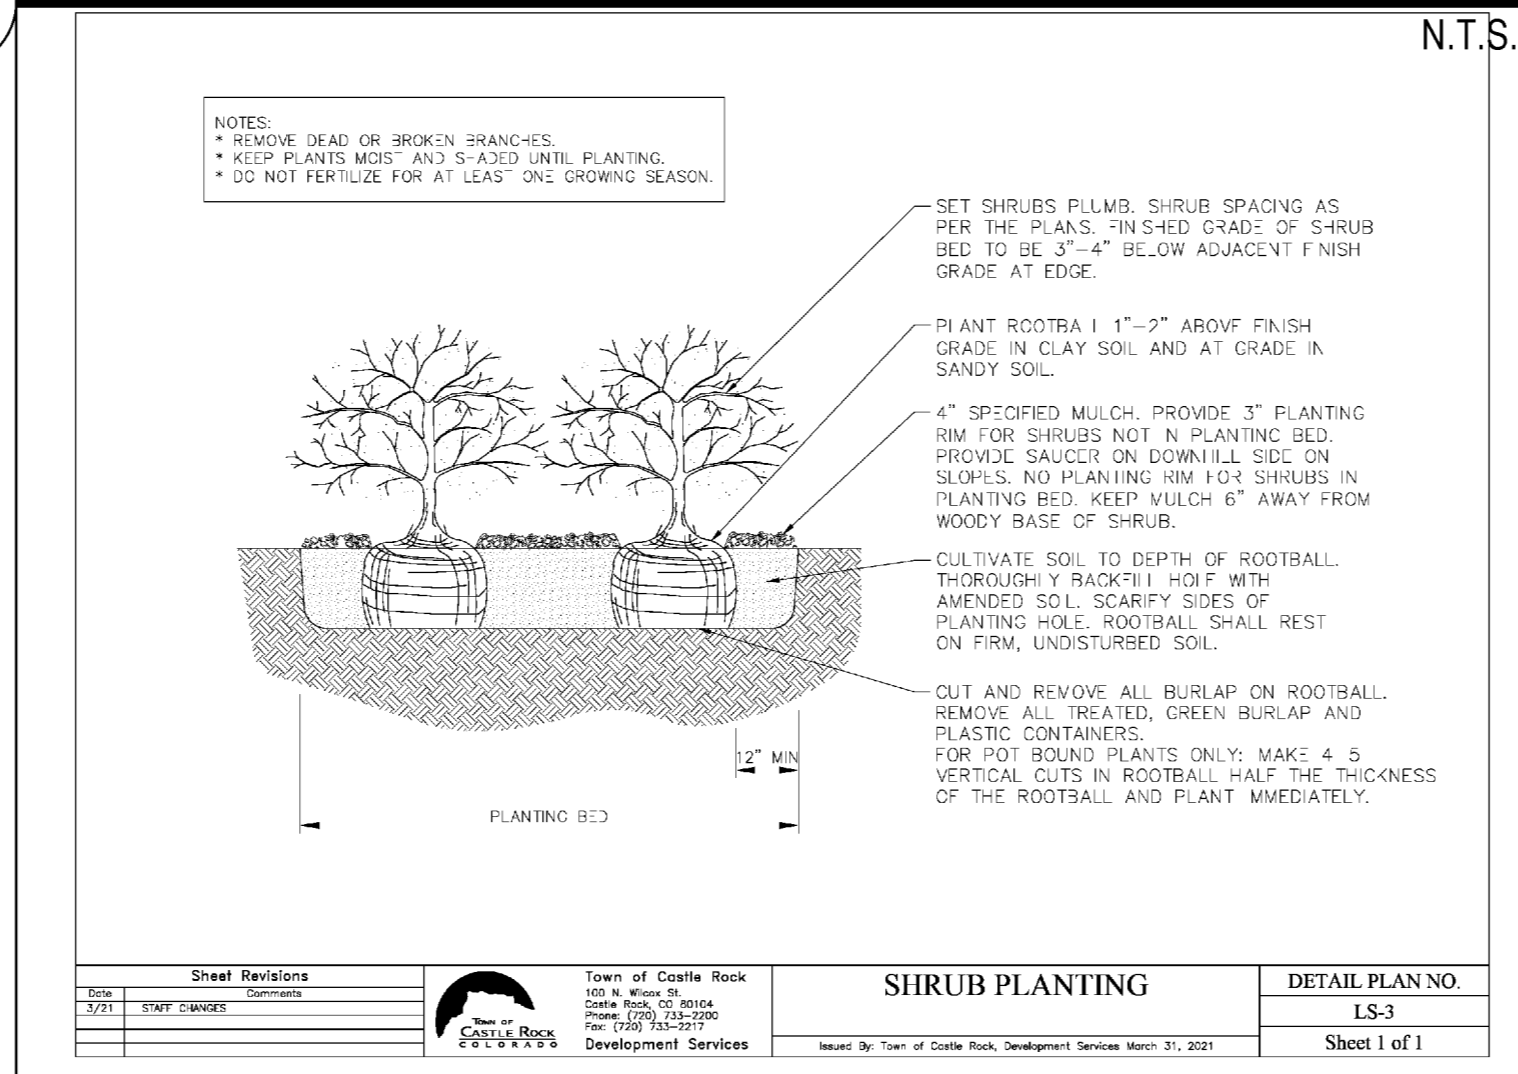 N.T.S.
NOTES:
* REMOVE DEAD OR BROKEN BRANCHES.
* KEEP PLANTS MOIST AND SHADED UNTIL PLANTING.
* DO NOT FERTILIZE FOR AT LEAST ONE GROWING SEASON.
SET SHRUBS PLUMB. SHRUB SPACING AS
PER THE PLANS. FINISHED GRADE OF SHRUB
BED TO BE 3"-4" BELOW ADJACENT FINISH
GRADE AT EDGE.
PLANT ROOTBALL 1"-2" ABOVE FINISH
GRADE IN CLAY SOIL AND AT GRADE IN
SANDY SOIL.
4" SPECIFIED MULCH. PROVIDE 3" PLANTING
RIM FOR SHRUBS NOT IN PLANTING BED.
PROVIDE SAUCER ON DOWNHILL SIDE ON
SLOPES. NO PLANTING RIM FOR SHRUBS IN
PLANTING BED. KEEP MULCH 6" AWAY FROM
WOODY BASE OF SHRUB.
CULTIVATE SOIL TO DEPTH OF ROOTBALL.
THOROUGHLY BACKFILL HOLE WITH
AMENDED SOIL. SCARIFY SIDES OF
PLANTING HOLE. ROOTBALL SHALL REST
ON FIRM, UNDISTURBED SOIL.
CUT AND REMOVE ALL BURLAP ON ROOTBALL.
REMOVE ALL TREATED, GREEN BURLAP AND
PLASTIC CONTAINERS.
FOR POT BOUND PLANTS ONLY: MAKE 4 5
VERTICAL CUTS IN ROOTBALL HALF THE THICKNESS
OF THE ROOTBALL AND PLANT IMMEDIATELY.
12" MIN
PLANTING BED
Sheet Revisions
Date Comments
3/21 STAFF CHANGES
TOWN OF
CASTLE ROCK
COLORADO
Town of Castle Rock
100 N. Wilcox St.
Castle Rock, CO 80104
Phone: (720) 733-2200
Fax: (720) 733-2217
Development Services
SHRUB PLANTING
Issued By: Town of Castle Rock, Development Services March 31, 2021
DETAIL PLAN NO.
LS-3
Sheet 1 of 1